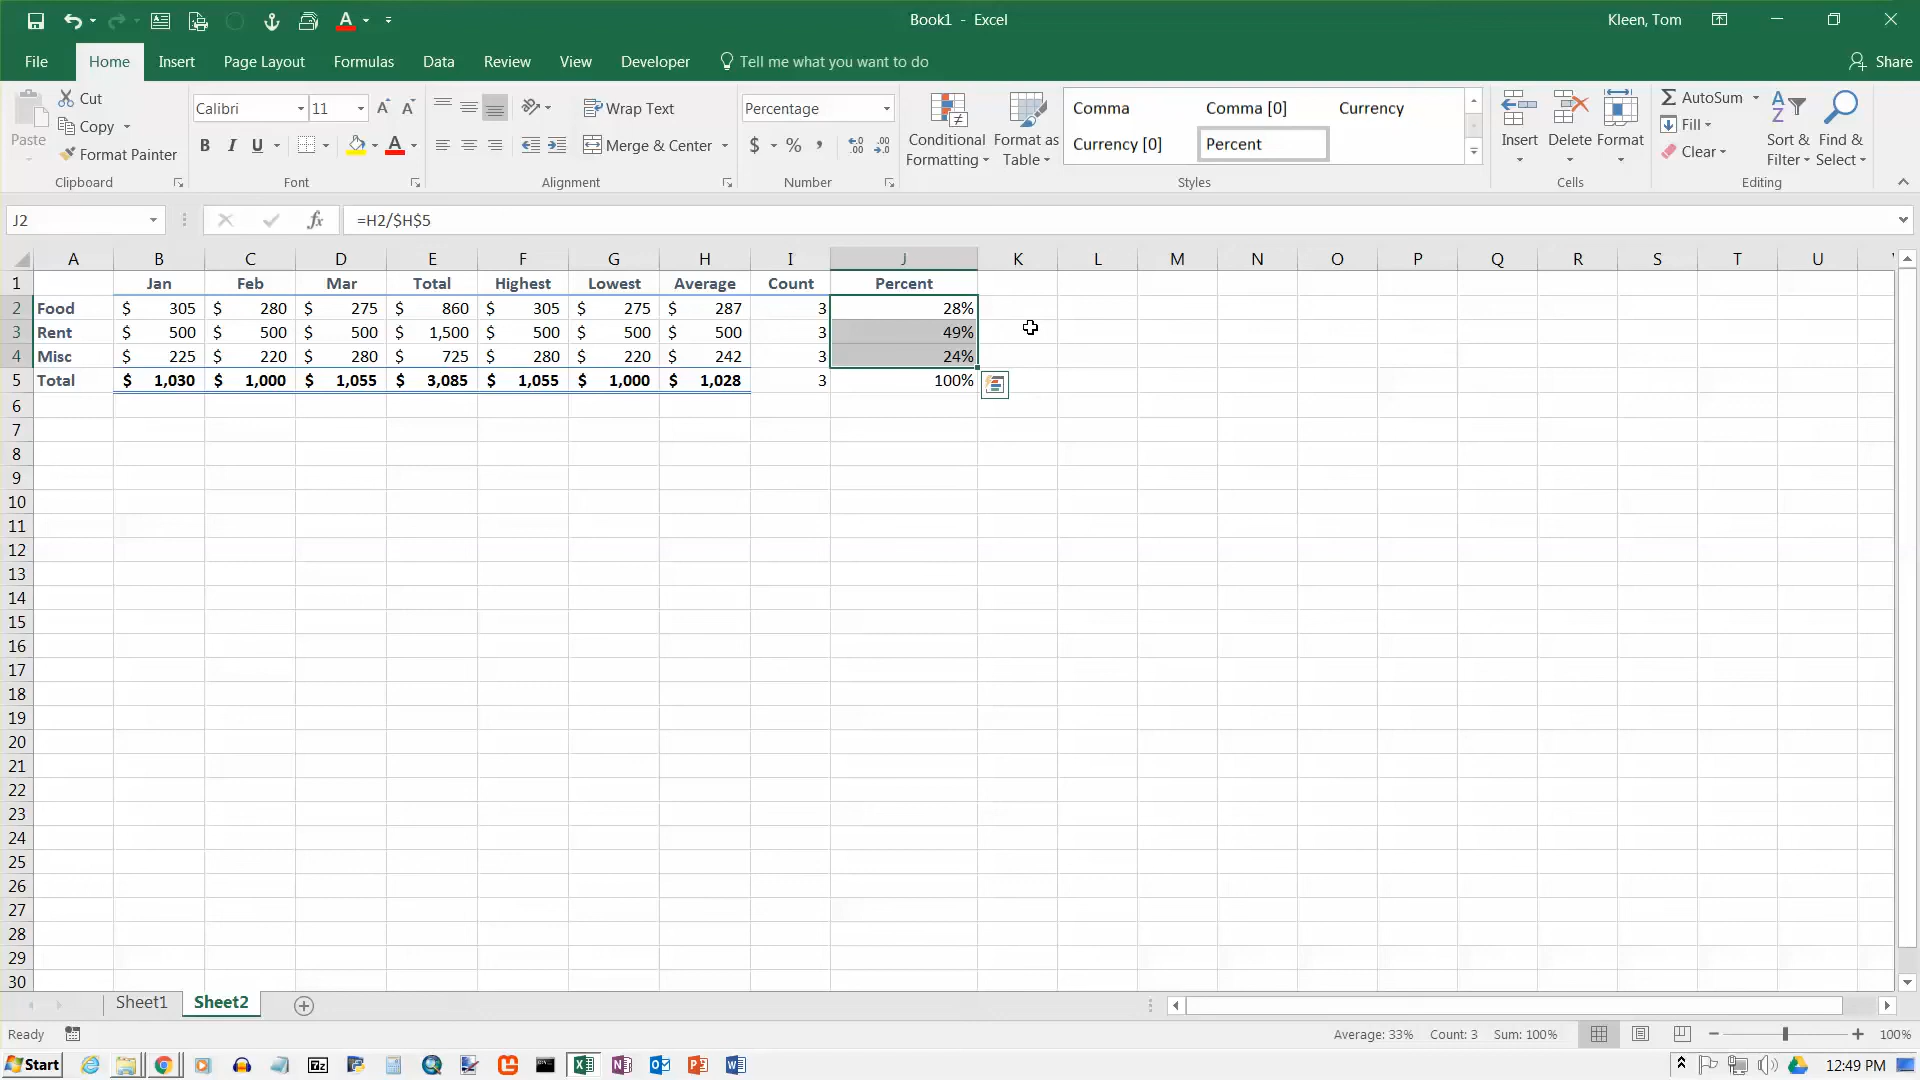 Book1 - Excel
Kleen, Tom
File Home Insert Page Layout Formulas Data Review View Developer Tell me what you want to do Share
Paste
Cut
Copy
Format Painter
Clipboard
Calibri 11
B I U
Font
Wrap Text
Merge & Center
Alignment
Percentage
$ % ,
Number
Conditional Formatting
Format as Table
Comma Comma [0] Currency
Currency [0] Percent
Styles
Insert Delete Format
Cells
AutoSum
Fill
Clear
Sort & Filter
Find & Select
Editing
J2 fx =H2/$H$5
A B C D E F G H I J K L M N O P Q R S T U
1 Jan Feb Mar Total Highest Lowest Average Count Percent
2 Food $ 305 $ 280 $ 275 $ 860 $ 305 $ 275 $ 287 3 28%
3 Rent $ 500 $ 500 $ 500 $ 1,500 $ 500 $ 500 $ 500 3 49%
4 Misc $ 225 $ 220 $ 280 $ 725 $ 280 $ 220 $ 242 3 24%
5 Total $ 1,030 $ 1,000 $ 1,055 $ 3,085 $ 1,055 $ 1,000 $ 1,028 3 100%
6
7
8
9
10
11
12
13
14
15
16
17
18
19
20
21
22
23
24
25
26
27
28
29
30
Sheet1 Sheet2
Ready Average: 33% Count: 3 Sum: 100% 100%
Start 12:49 PM